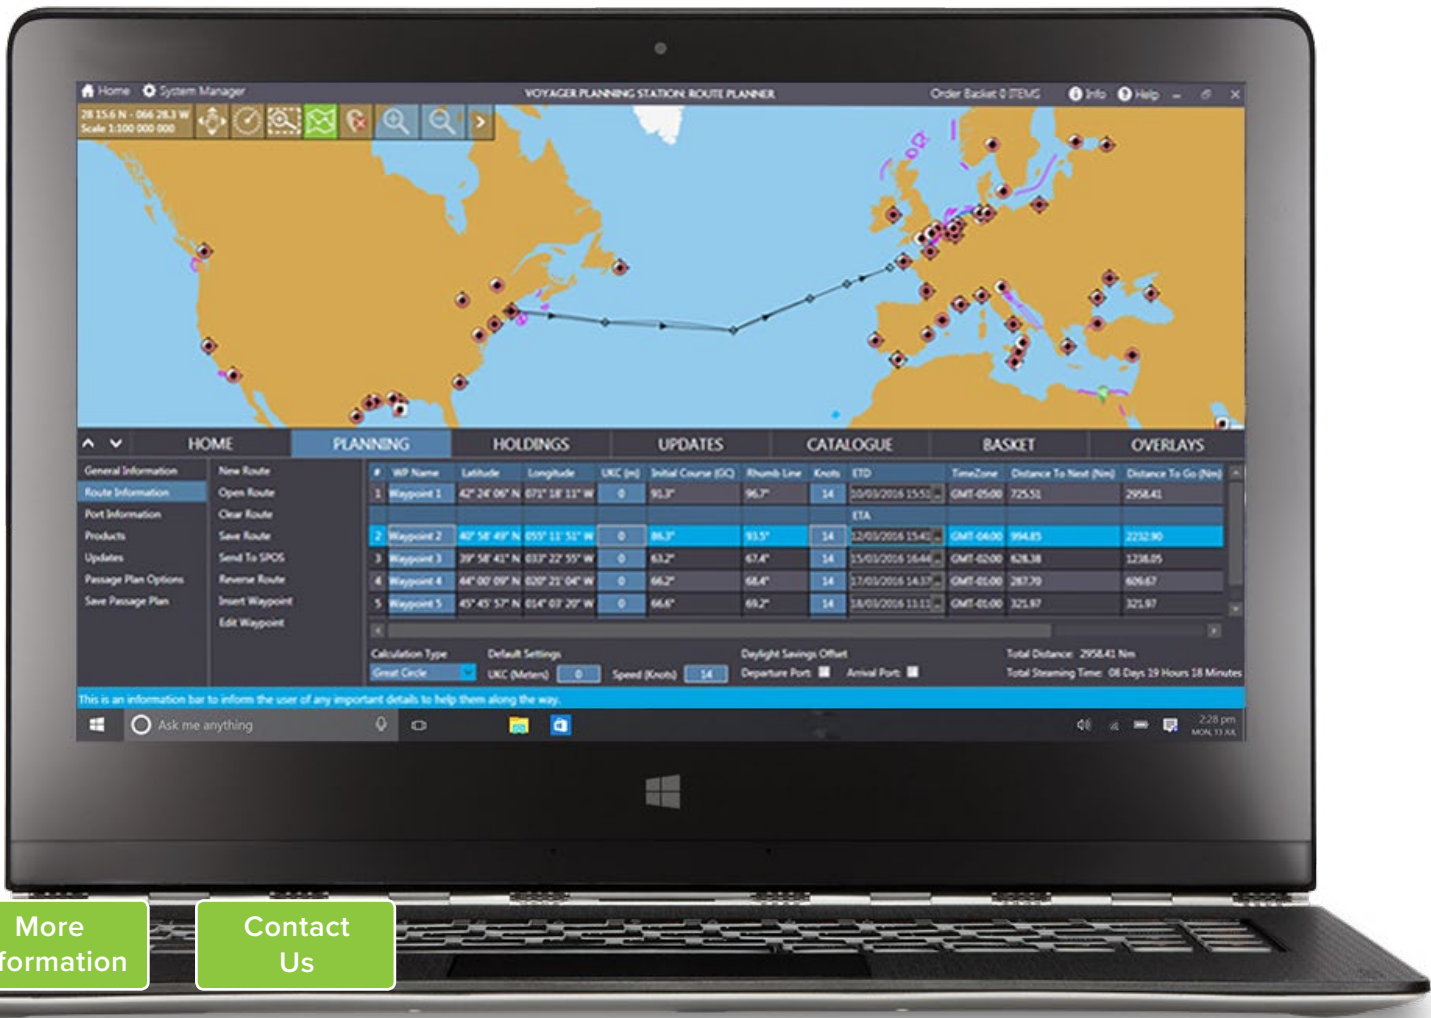 Home System Manager VOYAGER PLANNING STATION: ROUTE PLANNER Order Basket 0 ITEMS Info Help
28 15.6 N - 066 28.3 W
Scale 1:100 000 000
HOME PLANNING HOLDINGS UPDATES CATALOGUE BASKET OVERLAYS
General Information
Route Information
Port Information
Products
Updates
Passage Plan Options
Save Passage Plan
New Route
Open Route
Clear Route
Save Route
Send To SPOS
Reverse Route
Insert Waypoint
Edit Waypoint
# WP Name Latitude Longitude UKC (m) Initial Course (GC) Rhumb Line Knots ETD TimeZone Distance To Next (Nm) Distance To Go (Nm)
1 Waypoint 1 42° 24' 06" N 071° 18' 11" W 0 91.3° 96.7° 14 10/03/2016 15:52 GMT-05:00 725.51 2958.41
ETA
2 Waypoint 2 40° 58' 49" N 055° 11' 51" W 0 86.3° 93.5° 14 12/03/2016 15:41 GMT-04:00 994.85 2232.90
3 Waypoint 3 39° 58' 41" N 033° 22' 55" W 0 63.2° 67.4° 14 15/03/2016 16:44 GMT-02:00 628.38 1238.05
4 Waypoint 4 44° 00' 09" N 020° 21' 04" W 0 66.2° 68.4° 14 17/03/2016 14:37 GMT-01:00 287.70 609.67
5 Waypoint 5 45° 45' 57" N 014° 03' 20" W 0 66.6° 69.2° 14 18/03/2016 11:11 GMT-01:00 321.97 321.97
Calculation Type Default Settings Daylight Savings Offset Total Distance: 2958.41 Nm
Great Circle UKC (Meters) 0 Speed (Knots) 14 Departure Port: Arrival Port: Total Steaming Time: 08 Days 19 Hours 18 Minutes
This is an information bar to inform the user of any important details to help them along the way.
Ask me anything
2:28 pm
MON, 13 JUL
More
formation
Contact
Us